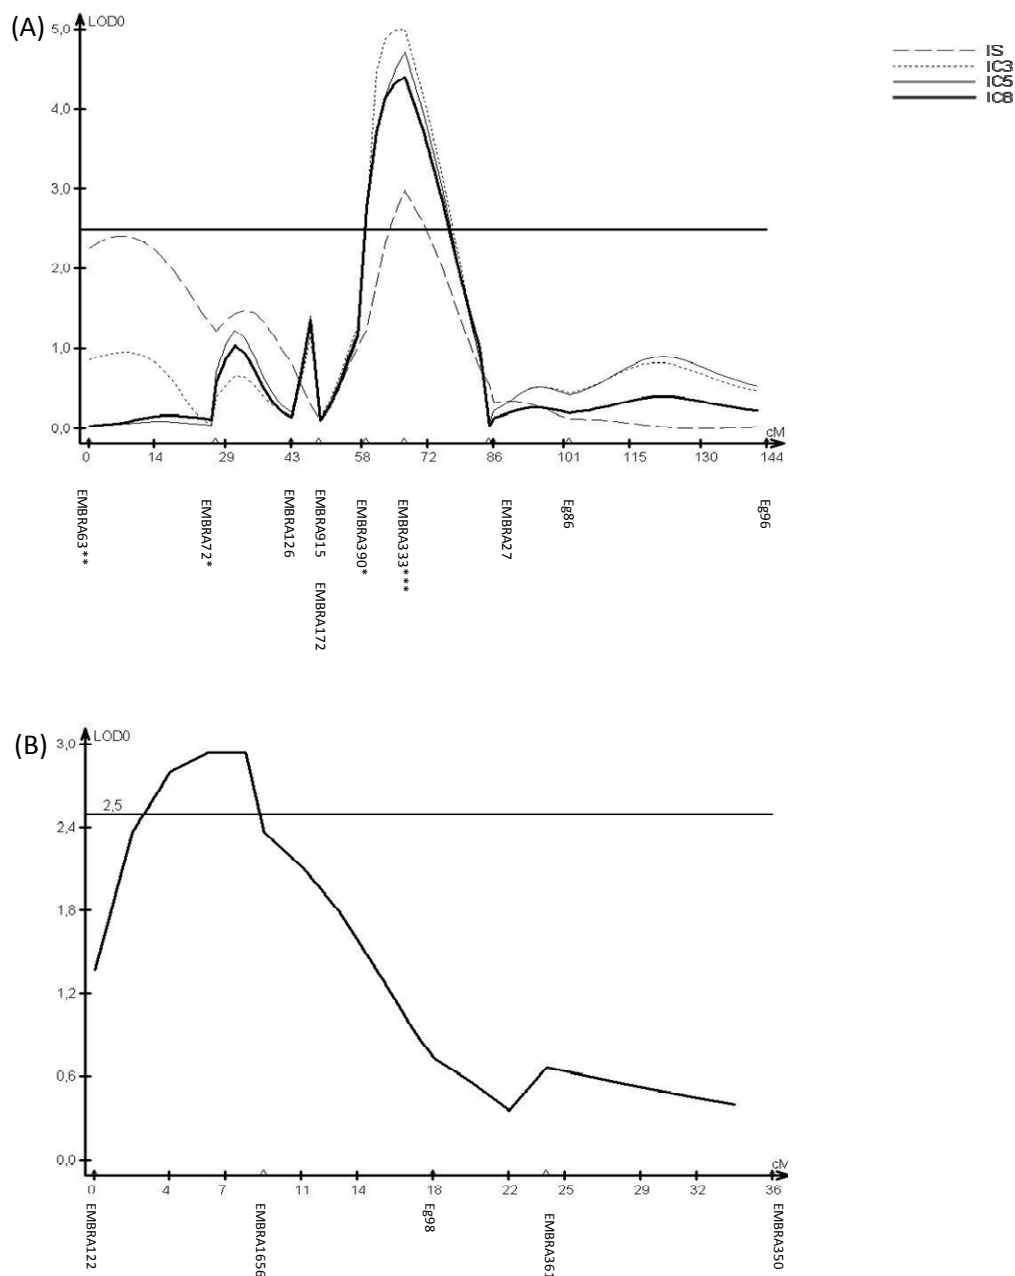 (A)
LOD0
IS
IC3
IC5
IC6
5,0
4,0
3,0
2,0
1,0
0,0
cM
0 14 29 43 58 72 86 101 115 130 144
EMBRA63**
EMBRA72*
EMBRA126
EMBRA915
EMBRA172
EMBRA390*
EMBRA333***
EMBRA27
Eg86
Eg96
(B)
LOD0
3,0
2,5
2,4
1,8
1,2
0,6
0,0
cM
0 4 7 11 14 18 22 25 29 32 36
EMBRA122
EMBRA1656
Eg98
EMBRA361
EMBRA350